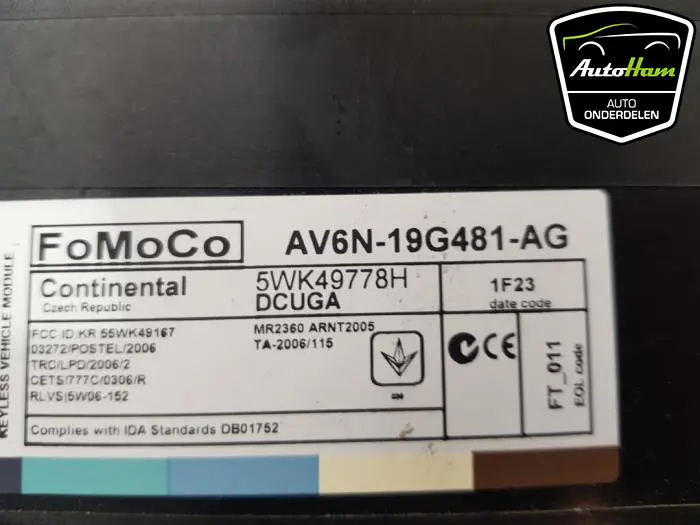 AutoHam
AUTO
ONDERDELEN
KEYLESS VEHICLE MODULE
FoMoCo
AV6N-19G481-AG
Continental
Czech Republic
5WK49778H
DCUGA
1F23
date code
FCC ID:KR 55WK49167
03272/POSTEL/2006
TRC/LPD/2006/2
CETS/777C/0306/R
RLVS|5W06-152
MR2360 ARNT2005
TA-2006/115
CE
FT_011
EOL code
Complies with IDA Standards DB01752